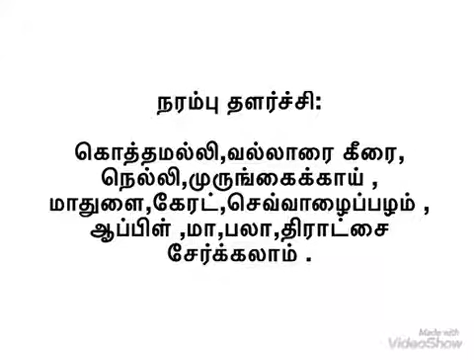 நரம்பு தளர்ச்சி:
கொத்தமல்லி,வல்லாரை கீரை,
நெல்லி,முருங்கைக்காய் ,
மாதுளை,கேரட்,செவ்வாழைப்பழம் ,
ஆப்பிள் ,மா,பலா,திராட்சை
சேர்க்கலாம் .
Made with
VideoShow